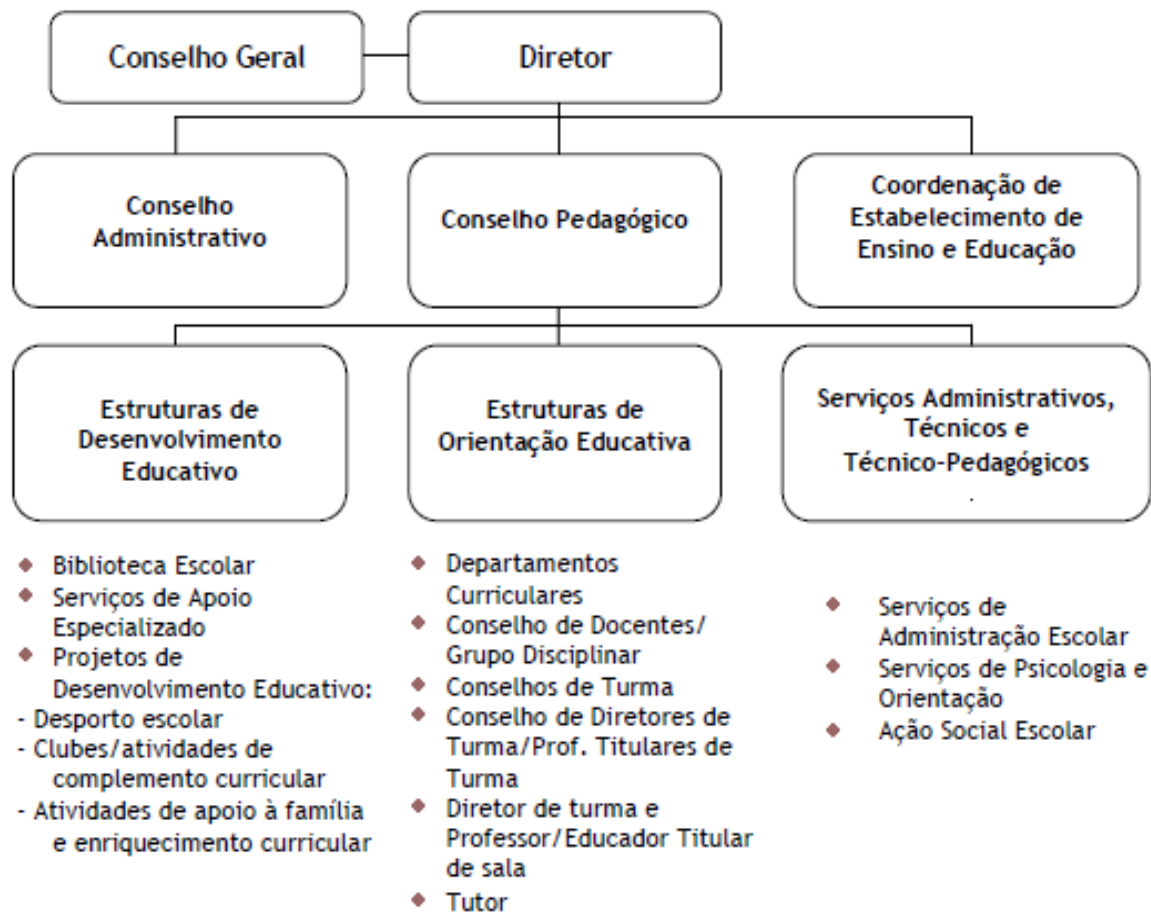 Conselho Geral
Diretor
Conselho
Administrativo
Conselho Pedagógico
Coordenação de
Estabelecimento de
Ensino e Educação
Estruturas de
Desenvolvimento
Educativo
Estruturas de
Orientação Educativa
Serviços Administrativos,
Técnicos e
Técnico-Pedagógicos
.
◆ Biblioteca Escolar
◆ Serviços de Apoio
Especializado
◆ Projetos de
Desenvolvimento Educativo:
- Desporto escolar
- Clubes/atividades de
complemento curricular
- Atividades de apoio à família
e enriquecimento curricular
◆ Departamentos
Curriculares
◆ Conselho de Docentes/
Grupo Disciplinar
◆ Conselhos de Turma
◆ Conselho de Diretores de
Turma/Prof. Titulares de
Turma
◆ Diretor de turma e
Professor/Educador Titular
de sala
◆ Tutor
◆ Serviços de
Administração Escolar
◆ Serviços de Psicologia e
Orientação
◆ Ação Social Escolar